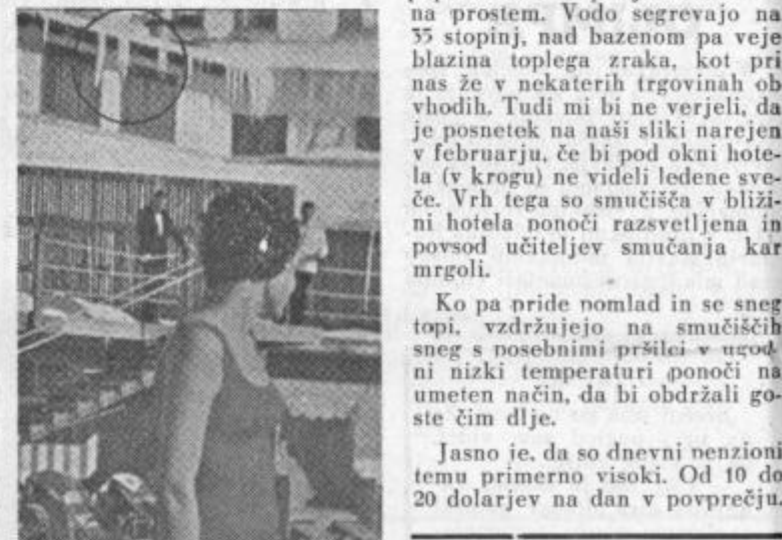 na prostem. Vodo segrevajo na
35 stopinj, nad bazenom pa veje
blazina toplega zraka, kot pri
nas že v nekaterih trgovinah ob
vhodih. Tudi mi bi ne verjeli, da
je posnetek na naši sliki narejen
v februarju, če bi pod okni hote-
la (v krogu) ne videli ledene sve-
če. Vrh tega so smučišča v bliži-
ni hotela ponoči razsvetljena in
povsod učiteljev smučanja kar
mrgoli.
Ko pa pride pomlad in se sneg
topi, vzdržujejo na smučiščih
sneg s posebnimi pršilci v ugod-
ni nizki temperaturi ponoči na
umeten način, da bi obdržali go-
ste čim dlje.
Jasno je, da so dnevni penzioni
temu primerno visoki. Od 10 do
20 dolarjev na dan v povprečju.